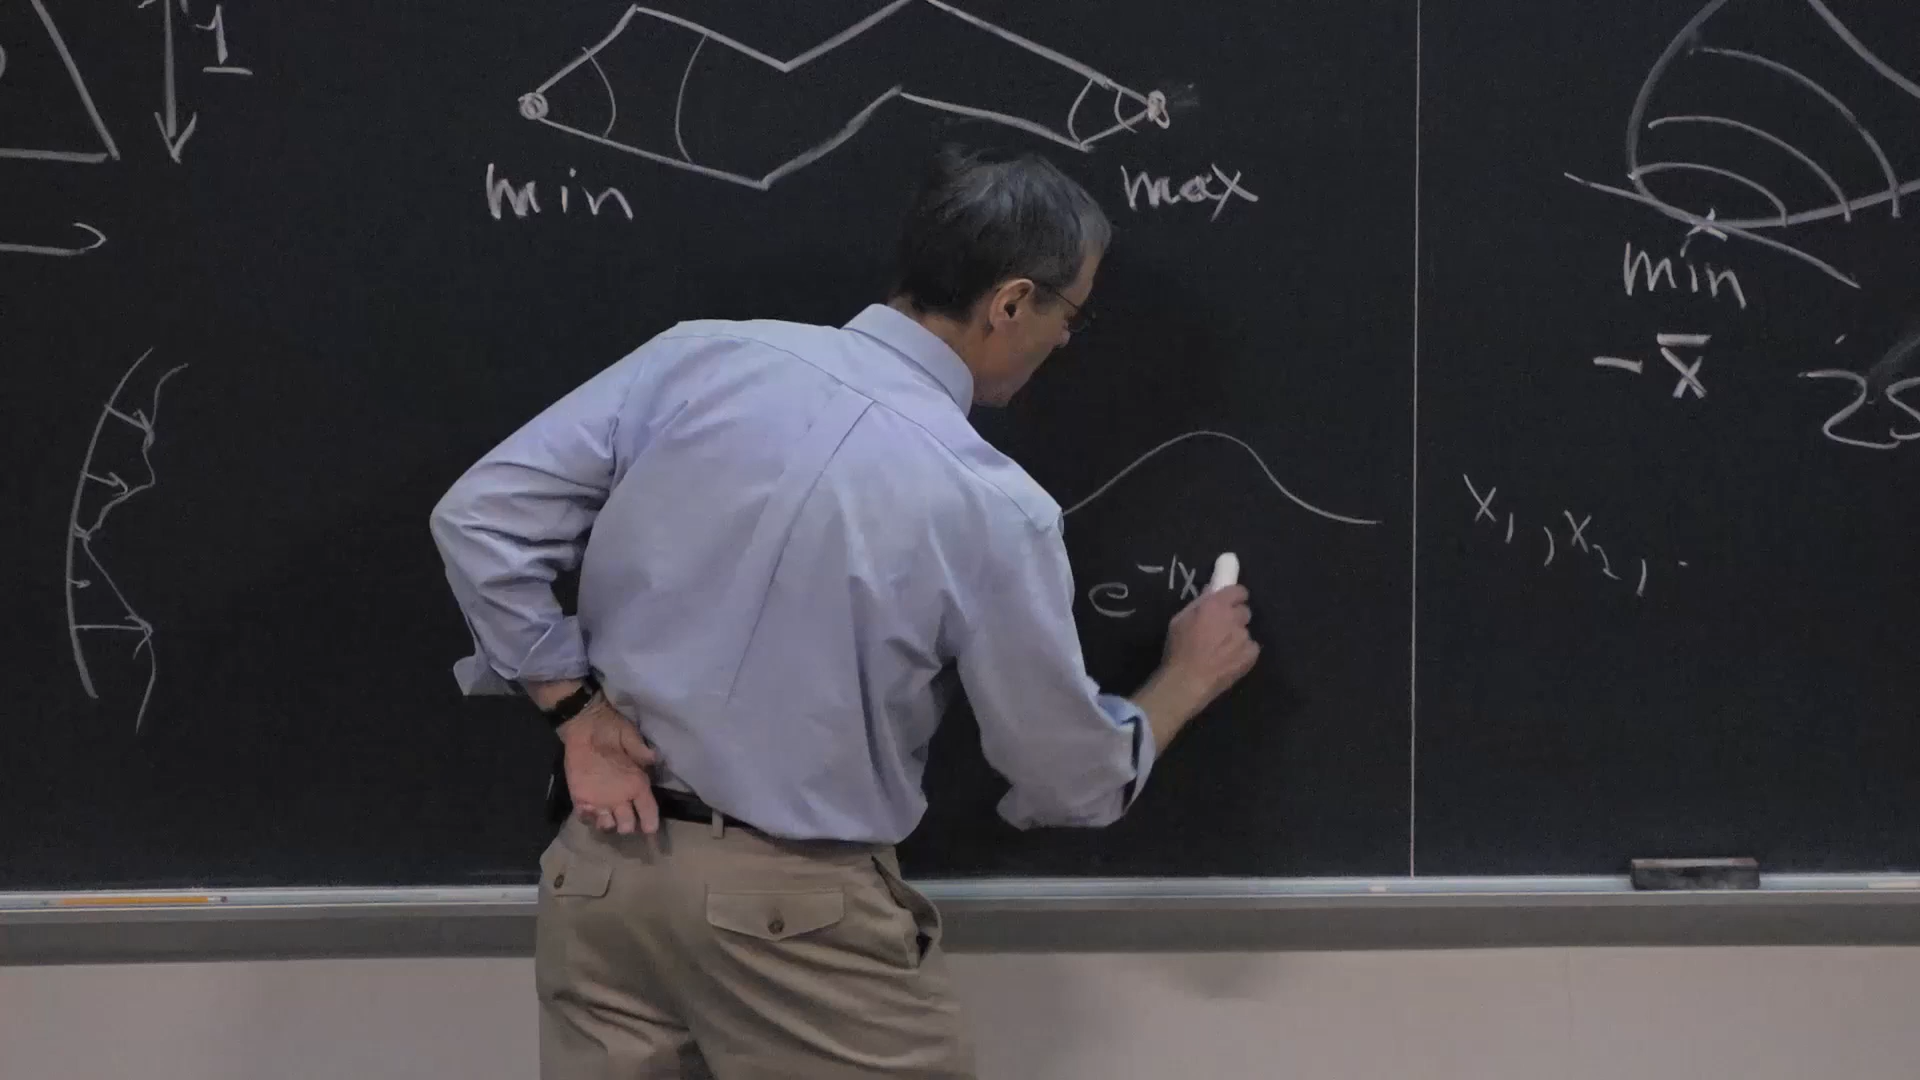 1
min
max
min
- x̄
e^{-|x
x₁, x₂, ·